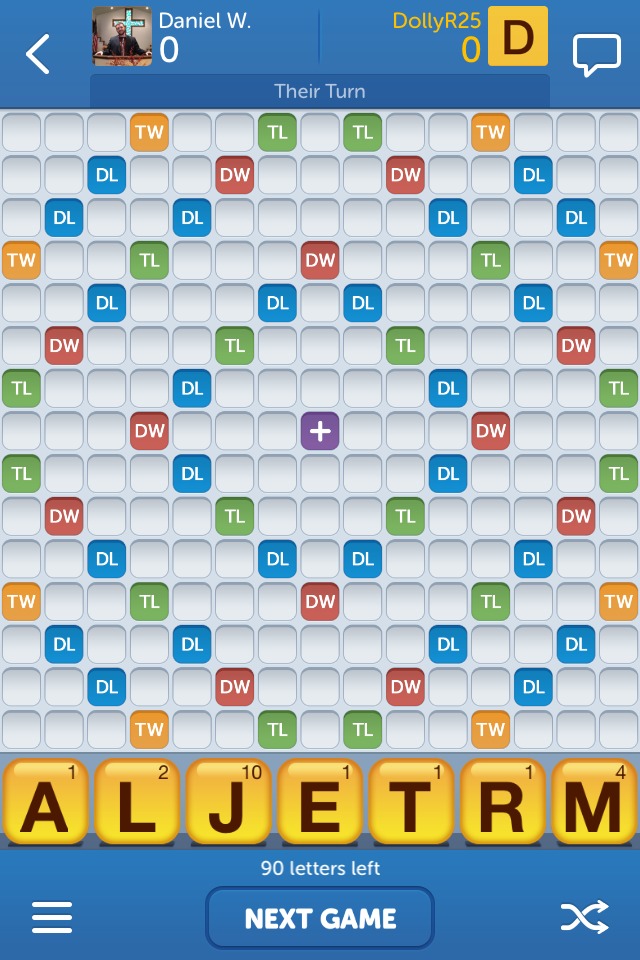 Daniel W. DollyR25
0 0 D
Their Turn
TW TL TL TW
DL DW DW DL
DL DL DL DL
TW TL DW TL TW
DL DL DL DL
DW TL TL DW
TL DL DL TL
DW + DW
TL DL DL TL
DW TL TL DW
DL DL DL DL
TW TL DW TL TW
DL DL DL DL
DL DW DW DL
TW TL TL TW
A 1 L 2 J 10 E 1 T 1 R 1 M 4
90 letters left
NEXT GAME